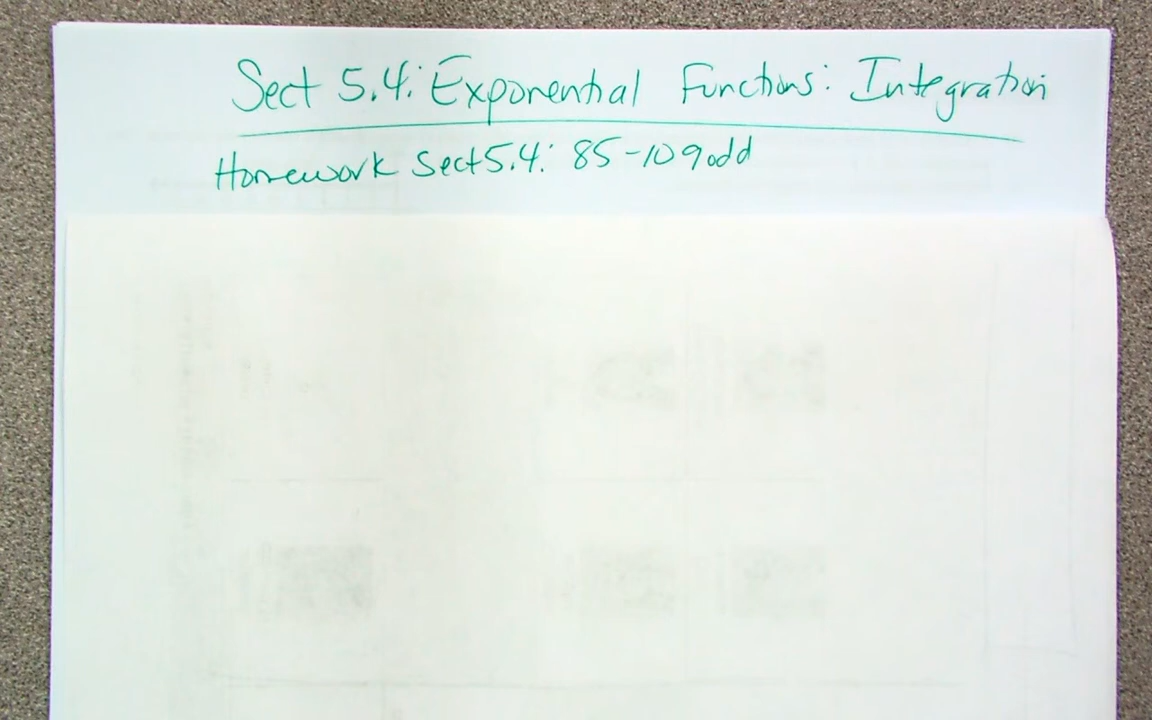 Sect 5.4: Exponential Functions: Integration
Homework Sect 5.4: 85-109 odd